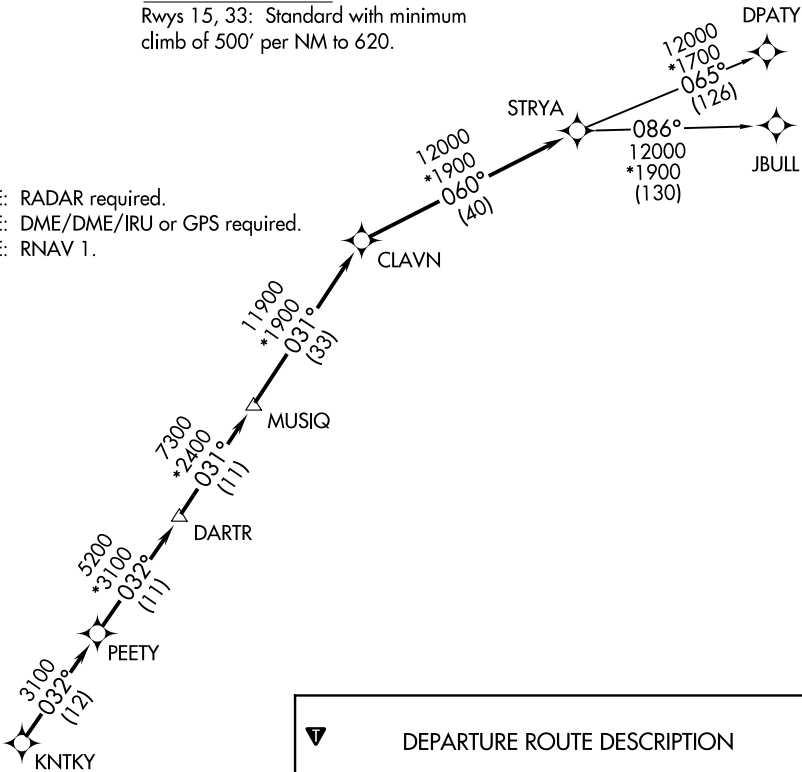 Rwys 15, 33: Standard with minimum
climb of 500' per NM to 620.
DPATY
12000
*1700
065°
(126)
STRYA
086°
12000
*1900
(130)
JBULL
12000
*1900
060°
(40)
: RADAR required.
: DME/DME/IRU or GPS required.
: RNAV 1.
CLAVN
11900
*1900
031°
(33)
MUSIQ
7300
*2400
031°
(11)
DARTR
5200
*3100
032°
(11)
PEETY
3100
032°
(12)
KNTKY
T
DEPARTURE ROUTE DESCRIPTION